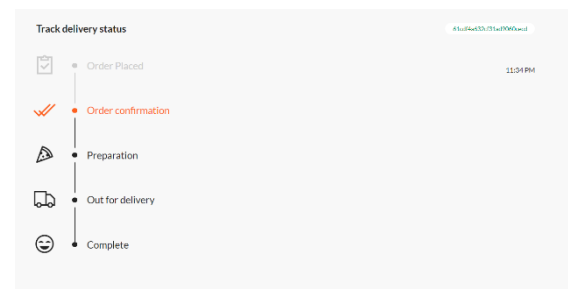 Track delivery status
Order Placed
11:34 PM
Order confirmation
Preparation
Out for delivery
Complete